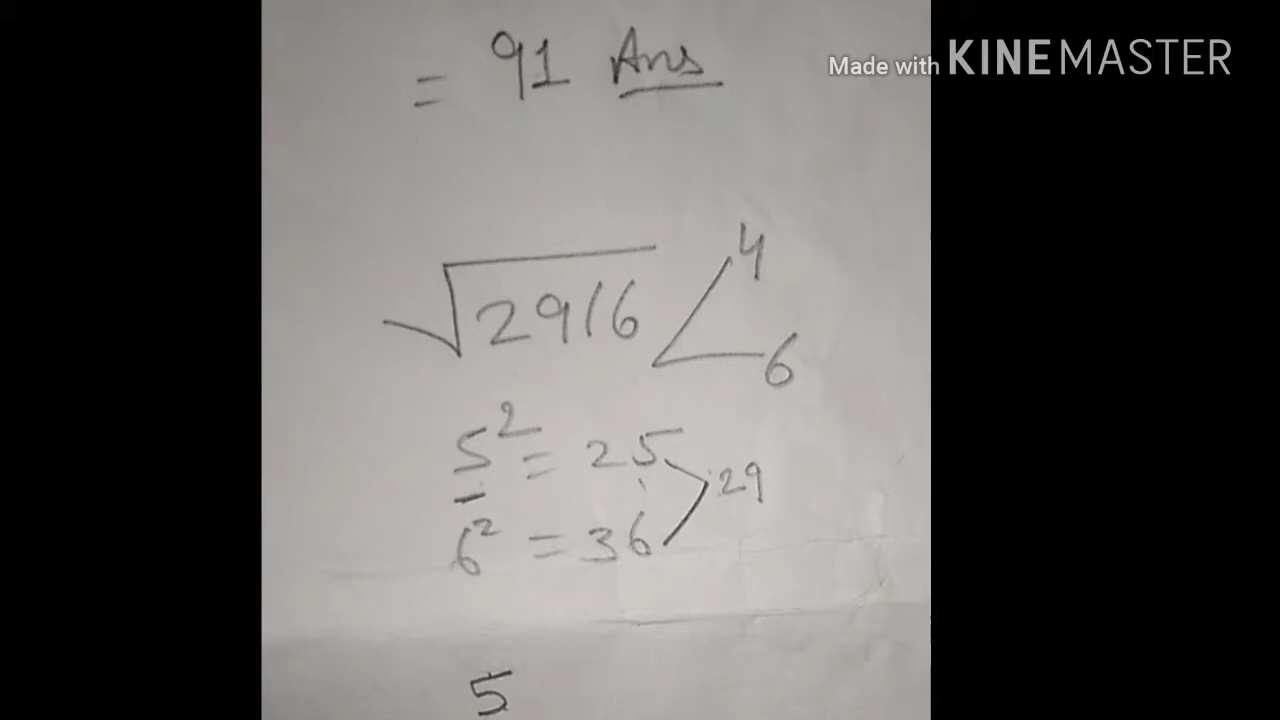 = 91 Ans
Made with KINEMASTER
√2916 4
6
5² = 25
29
6² = 36
5